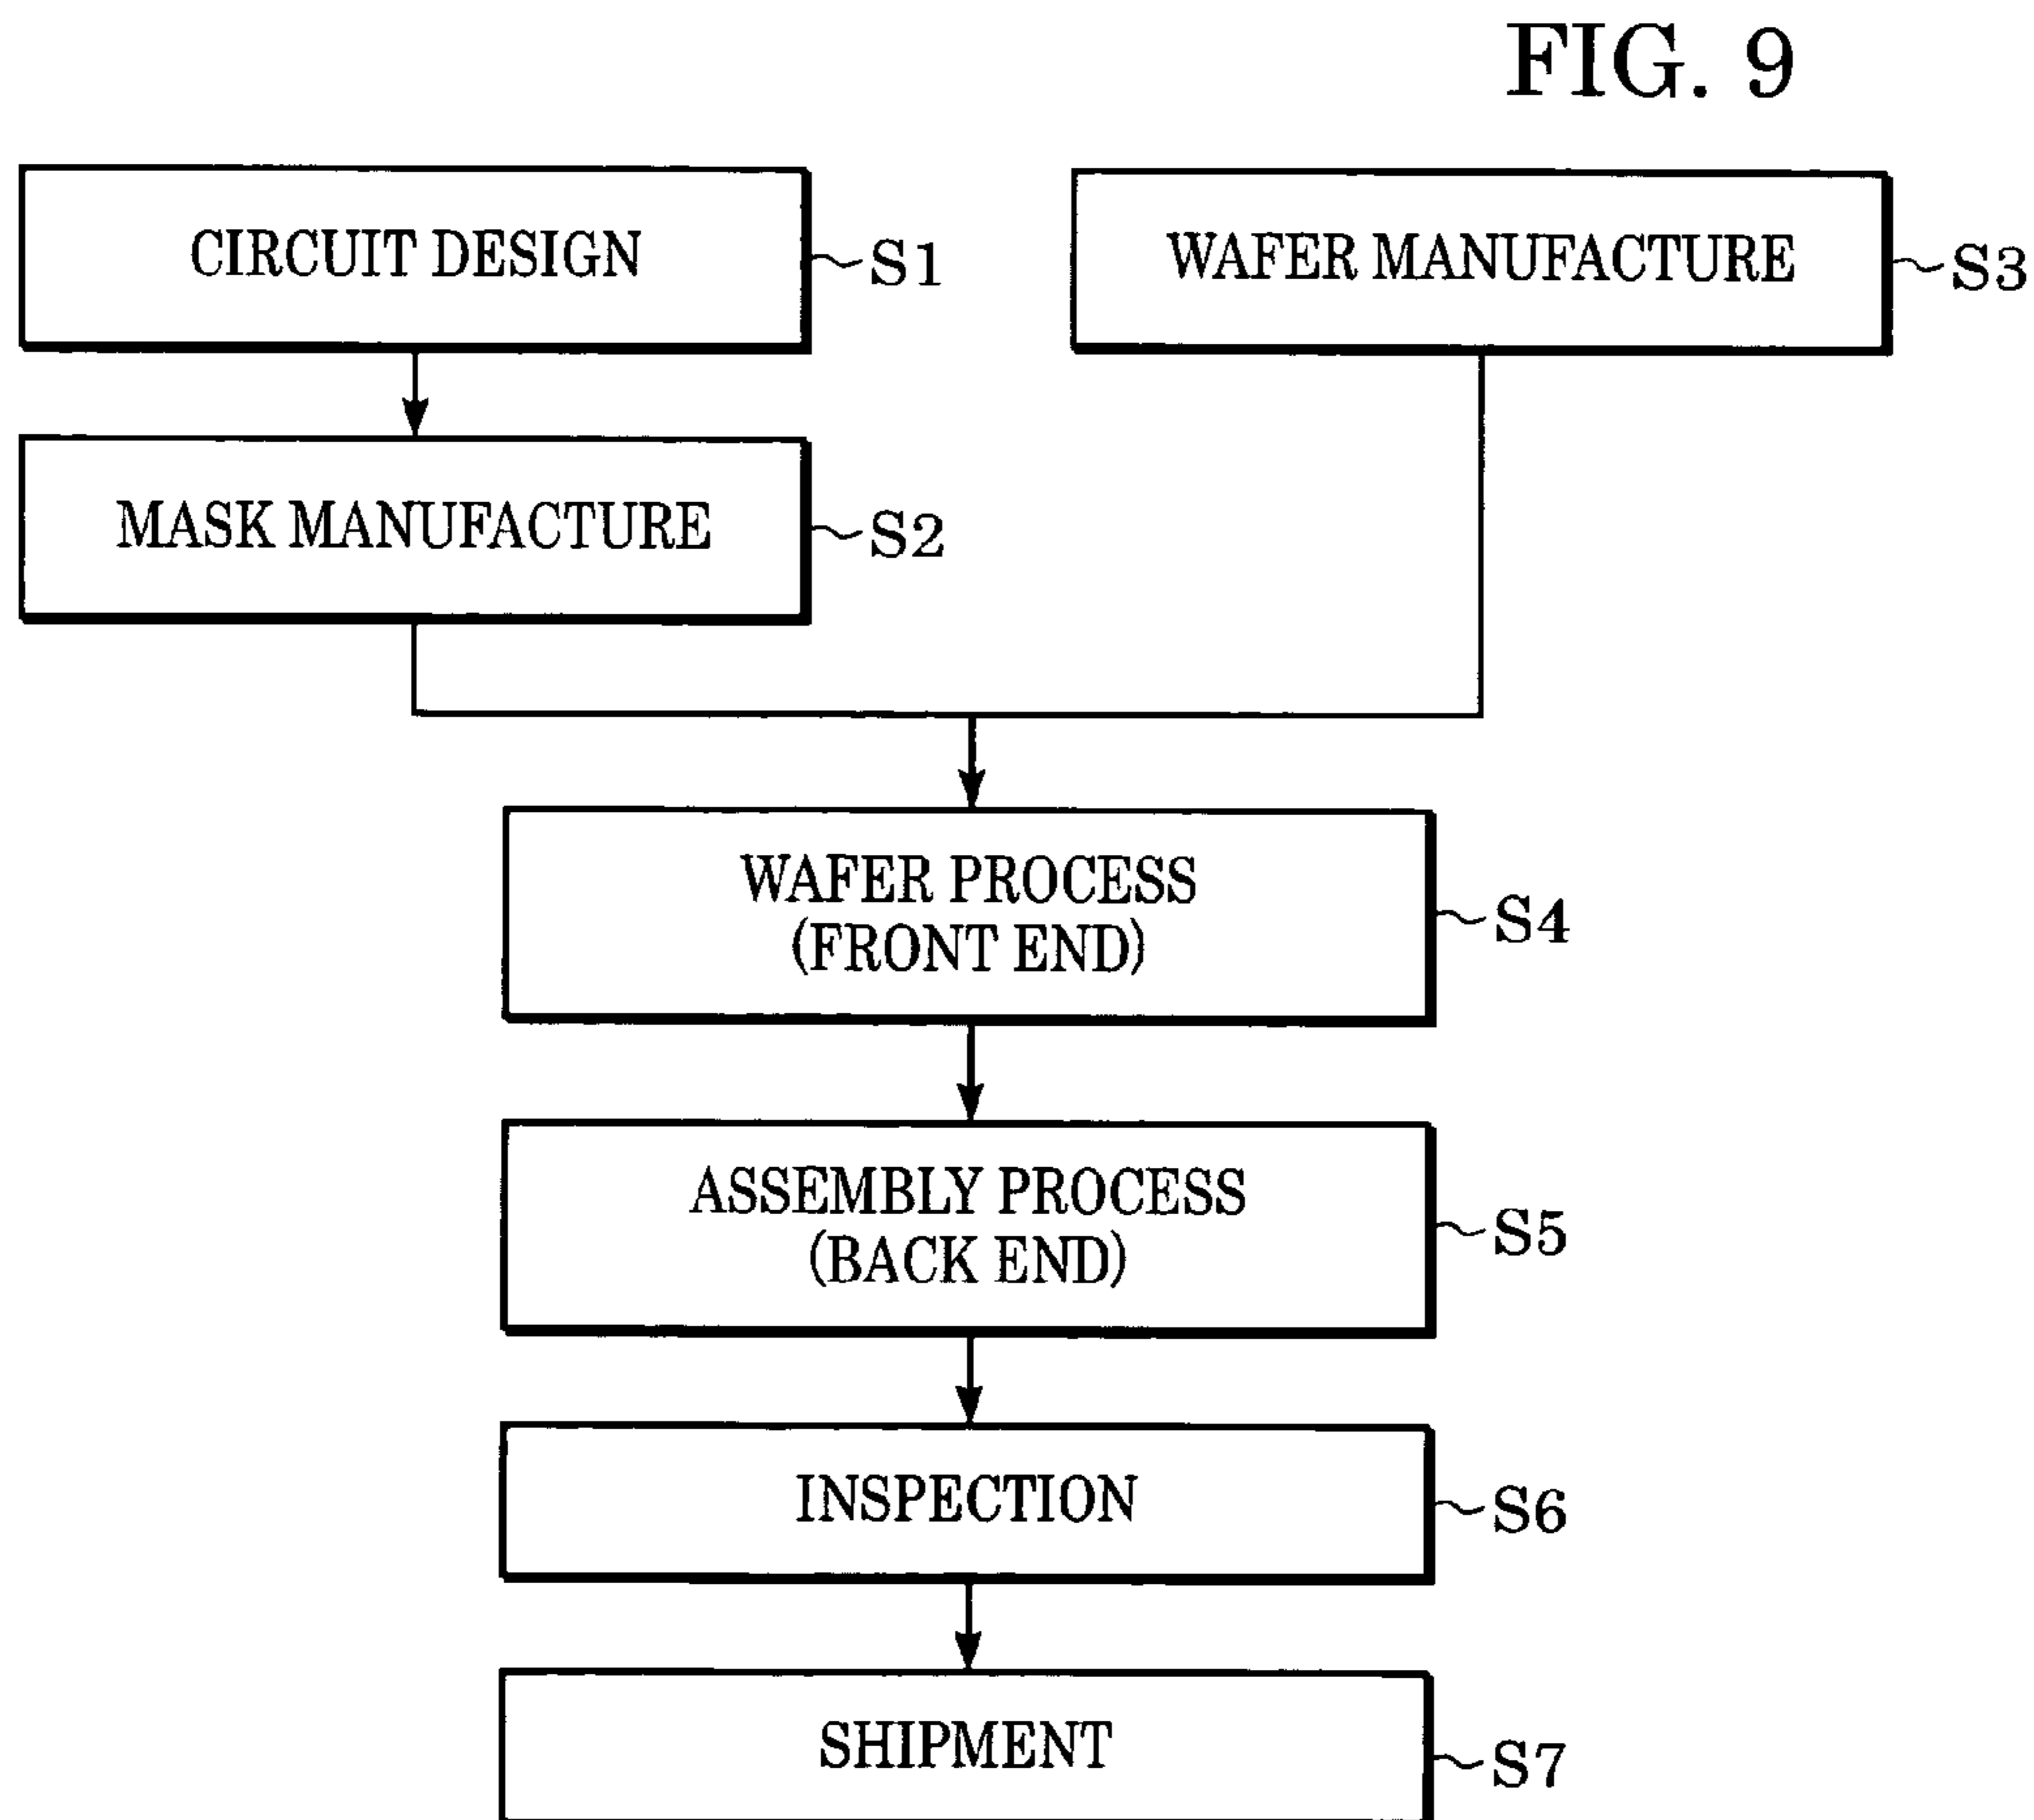 FIG. 9
CIRCUIT DESIGN
S1
WAFER MANUFACTURE
S3
MASK MANUFACTURE
S2
WAFER PROCESS
(FRONT END)
S4
ASSEMBLY PROCESS
(BACK END)
S5
INSPECTION
S6
SHIPMENT
S7